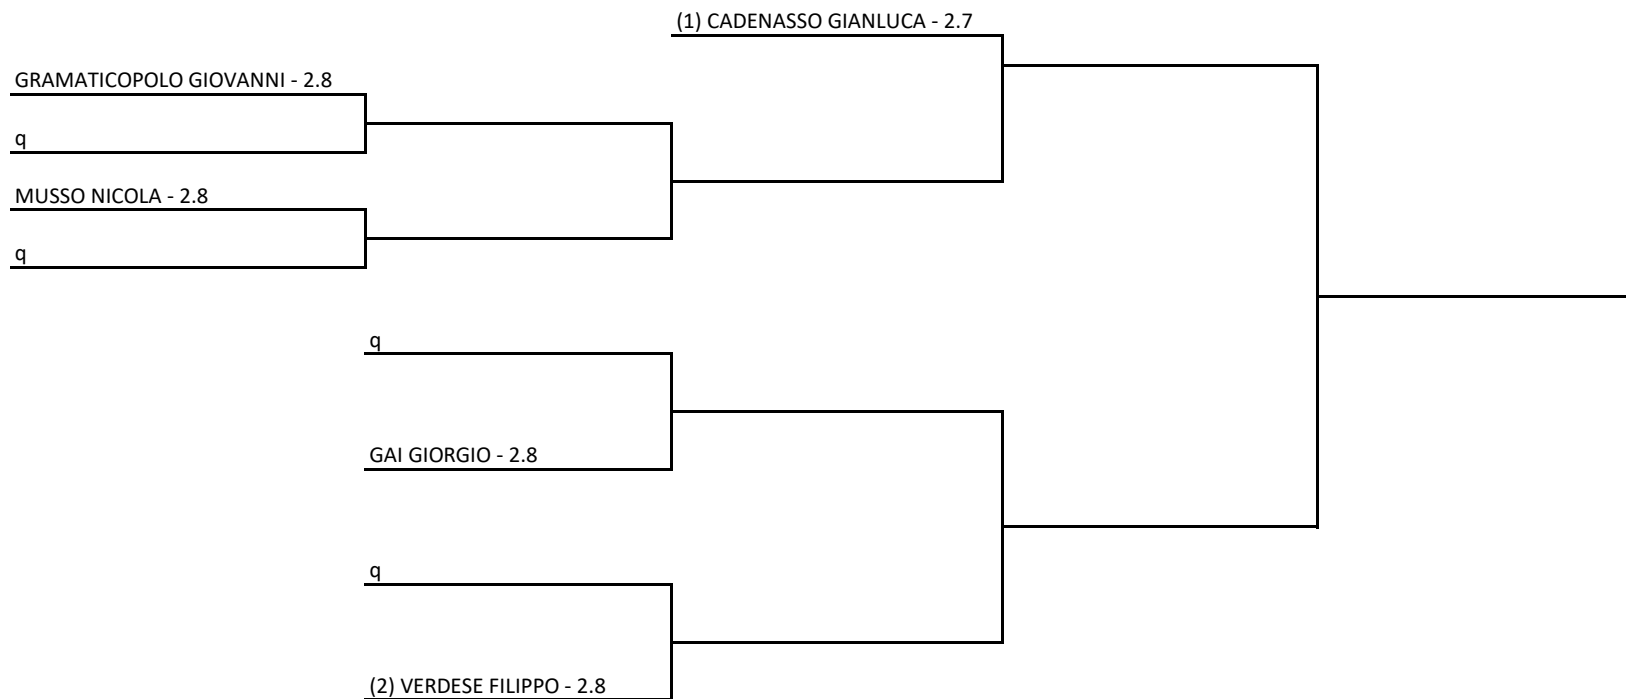 (1) CADENASSO GIANLUCA - 2.7
GRAMATICOPOLO GIOVANNI - 2.8
q
MUSSO NICOLA - 2.8
q
q
GAI GIORGIO - 2.8
q
(2) VERDESE FILIPPO - 2.8